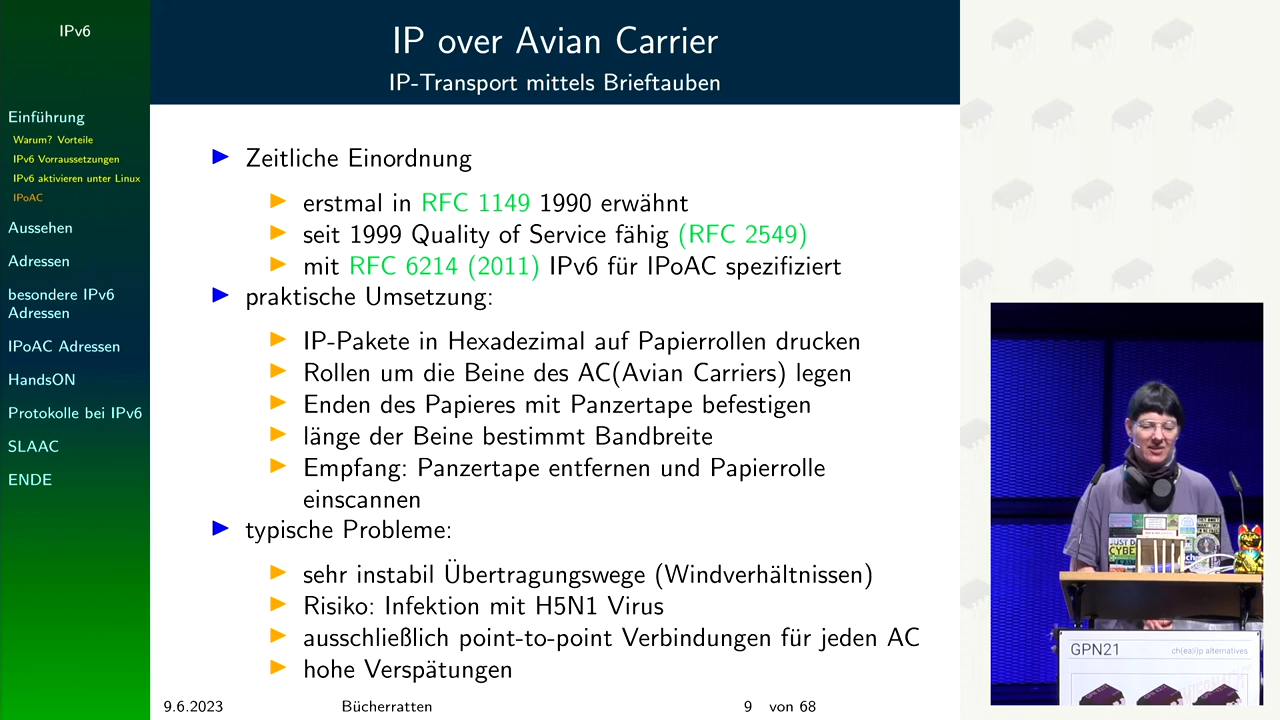 IPv6
Einführung
Warum? Vorteile
IPv6 Vorraussetzungen
IPv6 aktivieren unter Linux
IPoAC
Aussehen
Adressen
besondere IPv6
Adressen
IPoAC Adressen
HandsON
Protokolle bei IPv6
SLAAC
ENDE
IP over Avian Carrier
IP-Transport mittels Brieftauben
Zeitliche Einordnung
erstmal in RFC 1149 1990 erwähnt
seit 1999 Quality of Service fähig (RFC 2549)
mit RFC 6214 (2011) IPv6 für IPoAC spezifiziert
praktische Umsetzung:
IP-Pakete in Hexadezimal auf Papierrollen drucken
Rollen um die Beine des AC(Avian Carriers) legen
Enden des Papieres mit Panzertape befestigen
länge der Beine bestimmt Bandbreite
Empfang: Panzertape entfernen und Papierrolle
einscannen
typische Probleme:
sehr instabil Übertragungswege (Windverhältnissen)
Risiko: Infektion mit H5N1 Virus
ausschließlich point-to-point Verbindungen für jeden AC
hohe Verspätungen
9.6.2023 Bücherratten 9 von 68
GPN21 ch(ea)ip alternatives